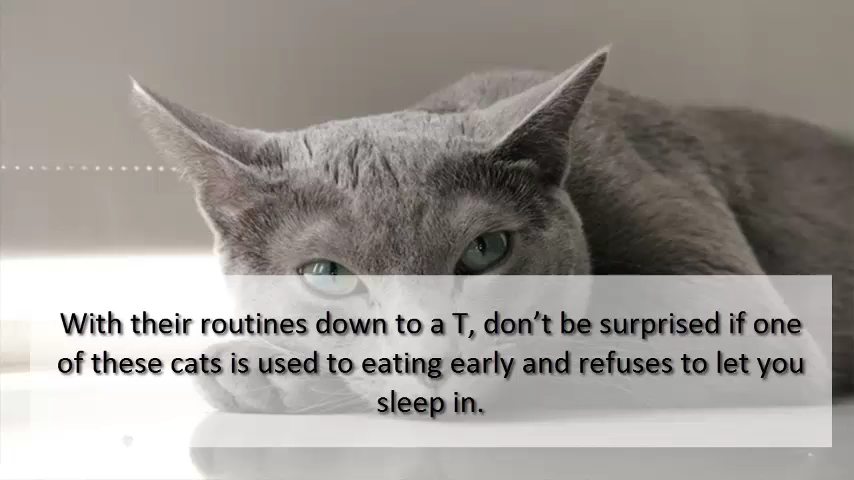 With their routines down to a T, don’t be surprised if one
of these cats is used to eating early and refuses to let you
sleep in.